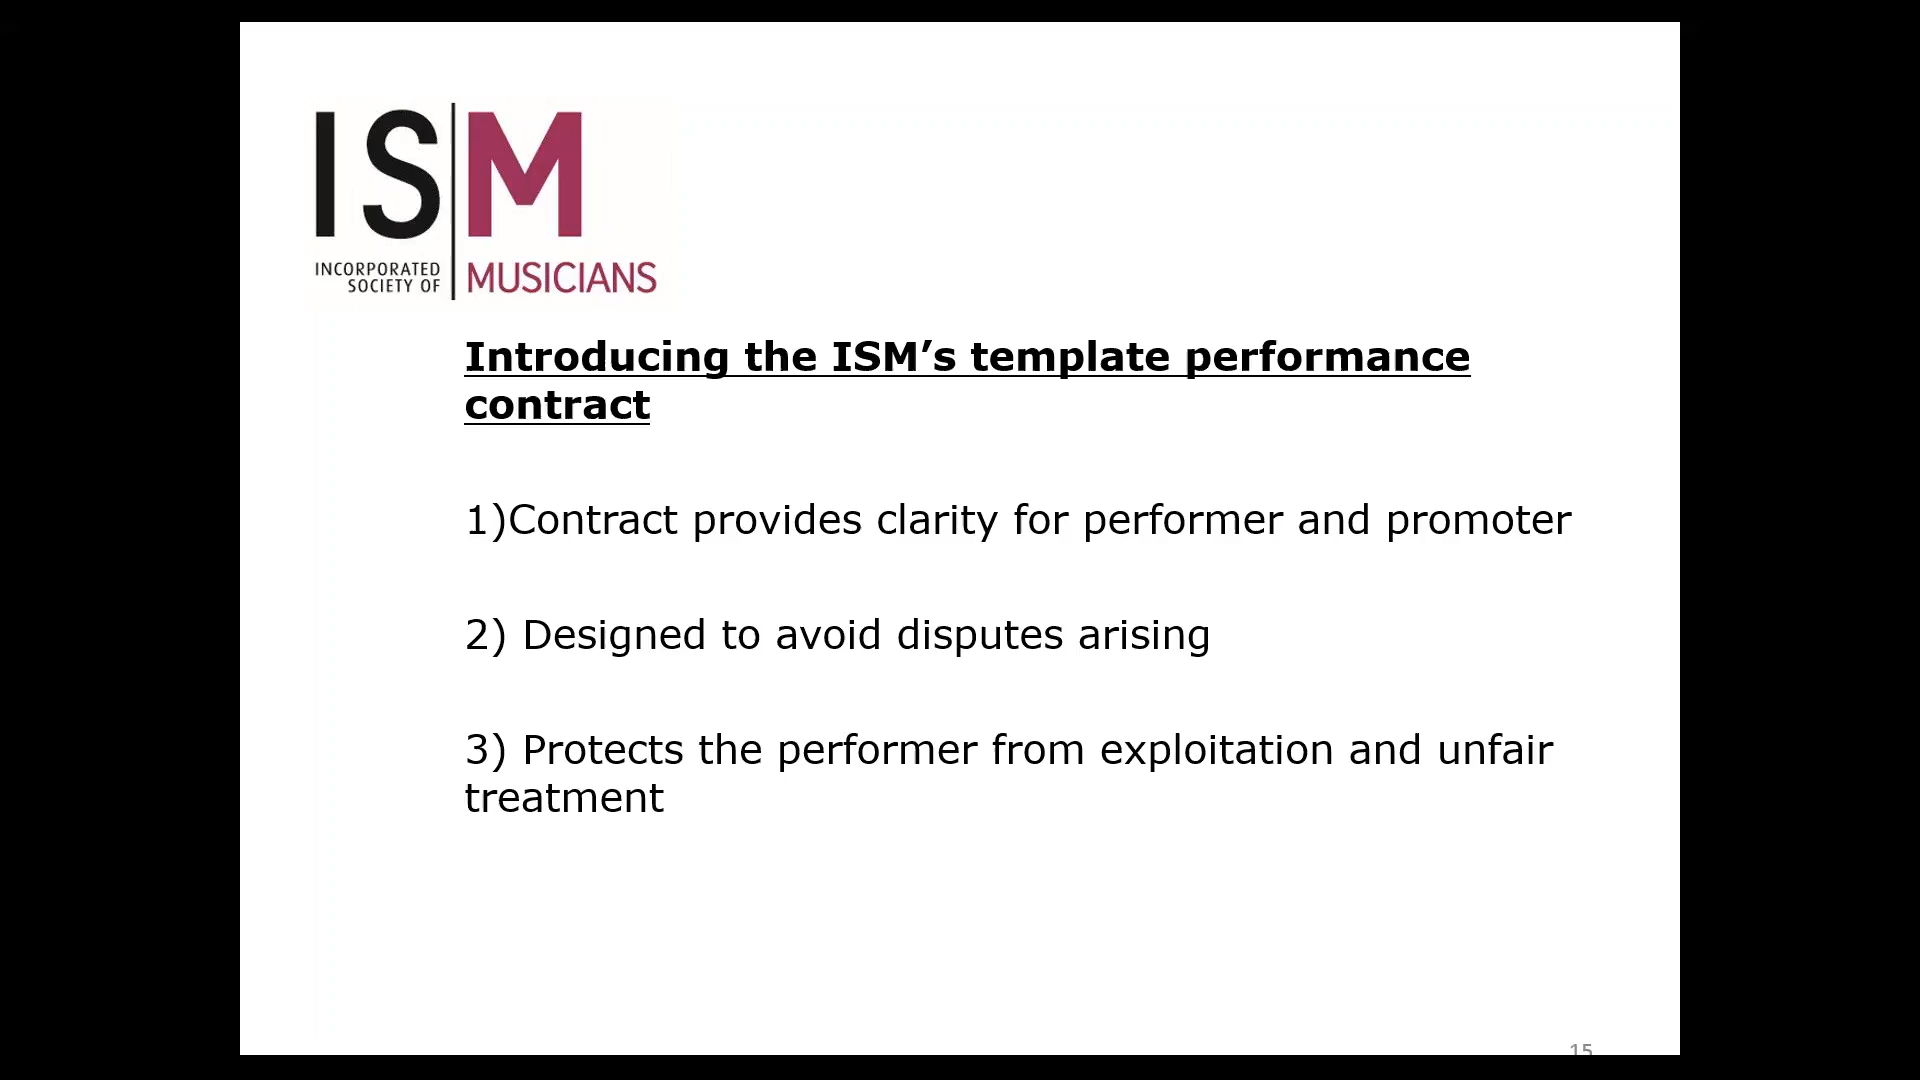 ISM
INCORPORATED
SOCIETY OF
MUSICIANS
Introducing the ISM’s template performance
contract
1)Contract provides clarity for performer and promoter
2) Designed to avoid disputes arising
3) Protects the performer from exploitation and unfair
treatment
15